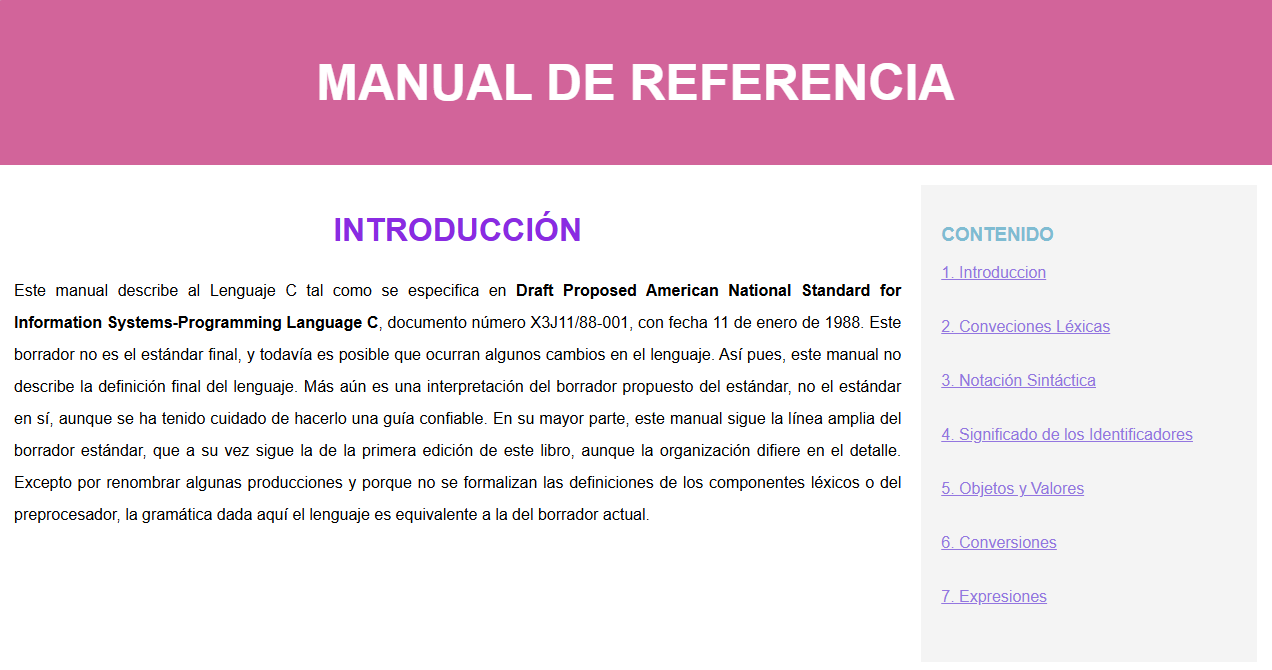 MANUAL DE REFERENCIA
INTRODUCCIÓN
Este manual describe al Lenguaje C tal como se especifica en Draft Proposed American National Standard for
Information Systems-Programming Language C, documento número X3J11/88-001, con fecha 11 de enero de 1988. Este
borrador no es el estándar final, y todavía es posible que ocurran algunos cambios en el lenguaje. Así pues, este manual no
describe la definición final del lenguaje. Más aún es una interpretación del borrador propuesto del estándar, no el estándar
en sí, aunque se ha tenido cuidado de hacerlo una guía confiable. En su mayor parte, este manual sigue la línea amplia del
borrador estándar, que a su vez sigue la de la primera edición de este libro, aunque la organización difiere en el detalle.
Excepto por renombrar algunas producciones y porque no se formalizan las definiciones de los componentes léxicos o del
preprocesador, la gramática dada aquí el lenguaje es equivalente a la del borrador actual.
CONTENIDO
1. Introduccion
2. Conveciones Léxicas
3. Notación Sintáctica
4. Significado de los Identificadores
5. Objetos y Valores
6. Conversiones
7. Expresiones